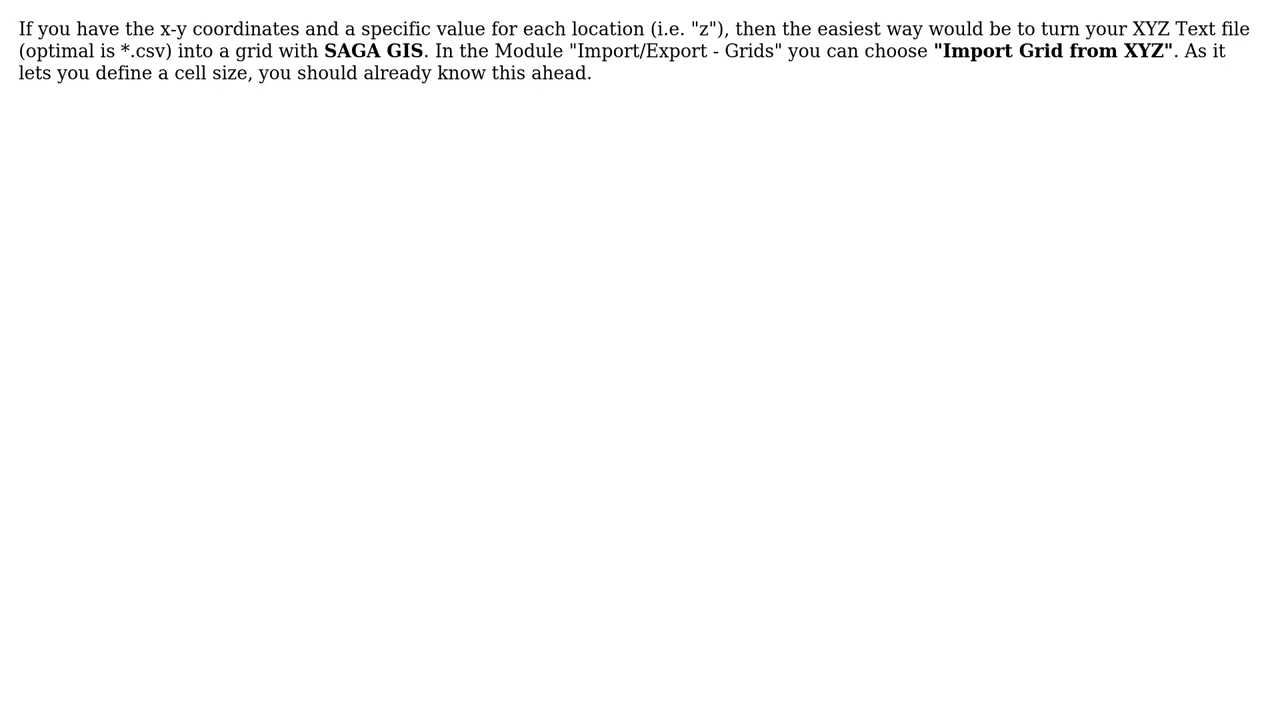 If you have the x-y coordinates and a specific value for each location (i.e. "z"), then the easiest way would be to turn your XYZ Text file
(optimal is *.csv) into a grid with SAGA GIS. In the Module "Import/Export - Grids" you can choose "Import Grid from XYZ". As it
lets you define a cell size, you should already know this ahead.